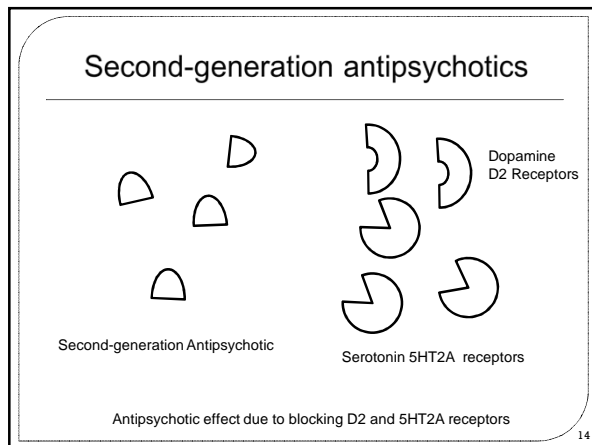 Second-generation antipsychotics
Dopamine
D2 Receptors
Second-generation Antipsychotic
Serotonin 5HT2A receptors
Antipsychotic effect due to blocking D2 and 5HT2A receptors
14